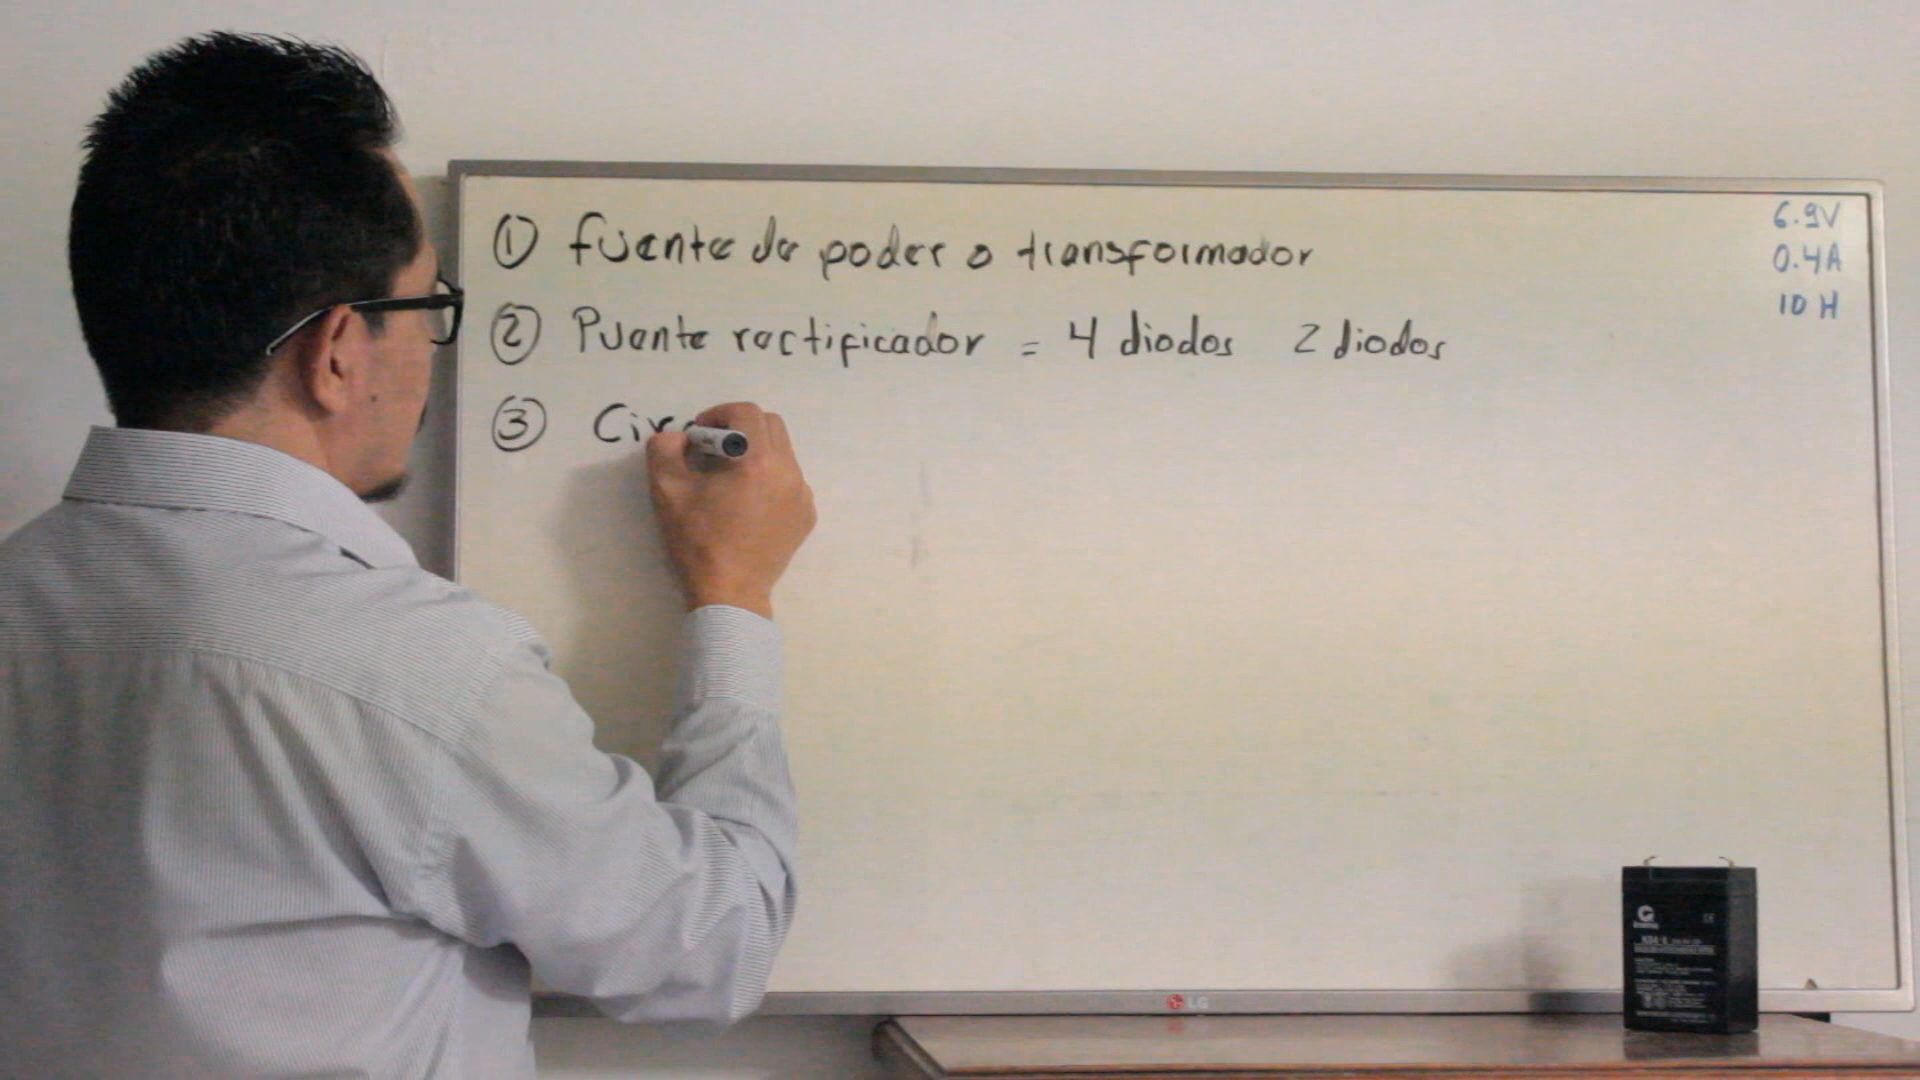 ① fuente de poder o transformador
② Puente rectificador = 4 diodos 2 diodos
③ Circ
6.9V
0.4A
10 H
LG